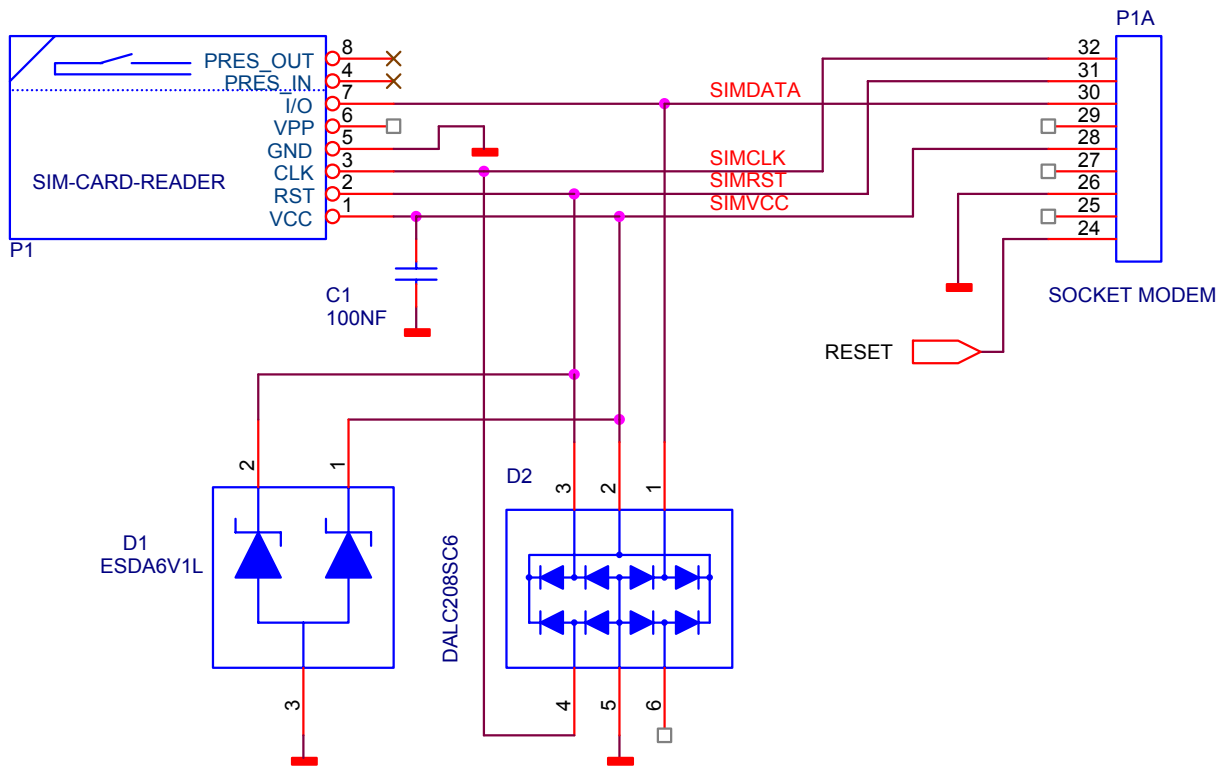 P1A
PRES_OUT 8
PRES_IN 4
I/O 7
VPP 6
GND 5
CLK 3
RST 2
VCC 1
SIM-CARD-READER
P1
SIMDATA
SIMCLK
SIMRST
SIMVCC
32
31
30
29
28
27
26
25
24
SOCKET MODEM
C1
100NF
RESET
2
1
D1
ESDA6V1L
3
D2
3
2
1
DALC208SC6
4
5
6